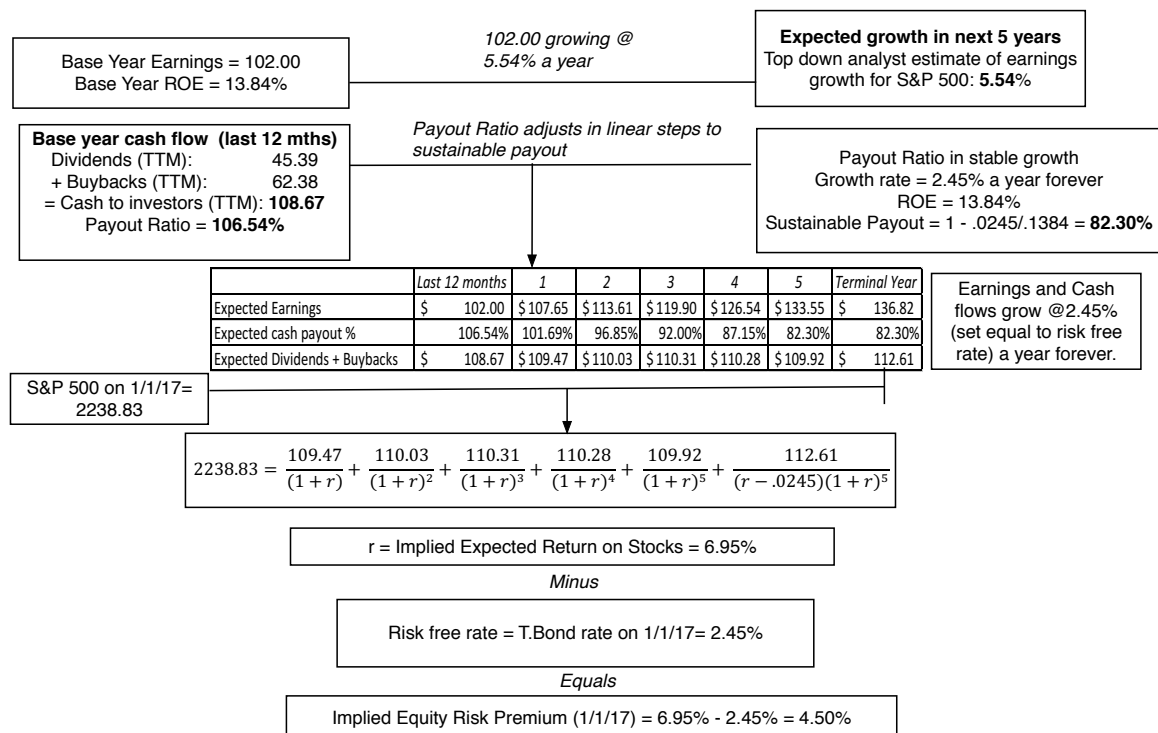 Base Year Earnings = 102.00
Base Year ROE = 13.84%
102.00 growing @
5.54% a year
Expected growth in next 5 years
Top down analyst estimate of earnings
growth for S&P 500: 5.54%
Base year cash flow (last 12 mths)
Dividends (TTM): 45.39
+ Buybacks (TTM): 62.38
= Cash to investors (TTM): 108.67
Payout Ratio = 106.54%
Payout Ratio adjusts in linear steps to
sustainable payout
Payout Ratio in stable growth
Growth rate = 2.45% a year forever
ROE = 13.84%
Sustainable Payout = 1 - .0245/.1384 = 82.30%
Last 12 months 1 2 3 4 5 Terminal Year
Expected Earnings $ 102.00 $107.65 $113.61 $119.90 $126.54 $133.55 $ 136.82
Expected cash payout % 106.54% 101.69% 96.85% 92.00% 87.15% 82.30% 82.30%
Expected Dividends + Buybacks $ 108.67 $109.47 $110.03 $110.31 $110.28 $109.92 $ 112.61
Earnings and Cash
flows grow @2.45%
(set equal to risk free
rate) a year forever.
S&P 500 on 1/1/17=
2238.83
2238.83 = 109.47/(1 + r) + 110.03/(1 + r)² + 110.31/(1 + r)³ + 110.28/(1 + r)⁴ + 109.92/(1 + r)⁵ + 112.61/(r − .0245)(1 + r)⁵
r = Implied Expected Return on Stocks = 6.95%
Minus
Risk free rate = T.Bond rate on 1/1/17= 2.45%
Equals
Implied Equity Risk Premium (1/1/17) = 6.95% - 2.45% = 4.50%